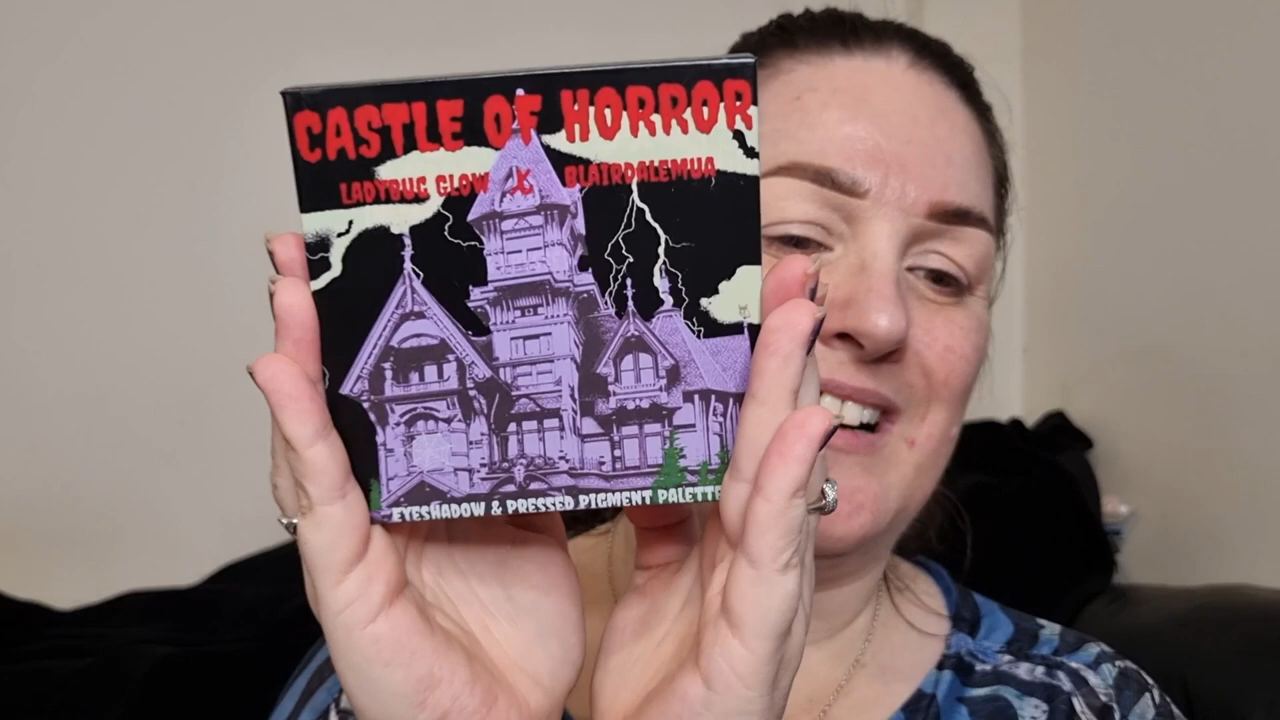 CASTLE OF HORROR
LADYBUG GLOW X BLAIRDALEMUA
EYESHADOW & PRESSED PIGMENT PALETTE